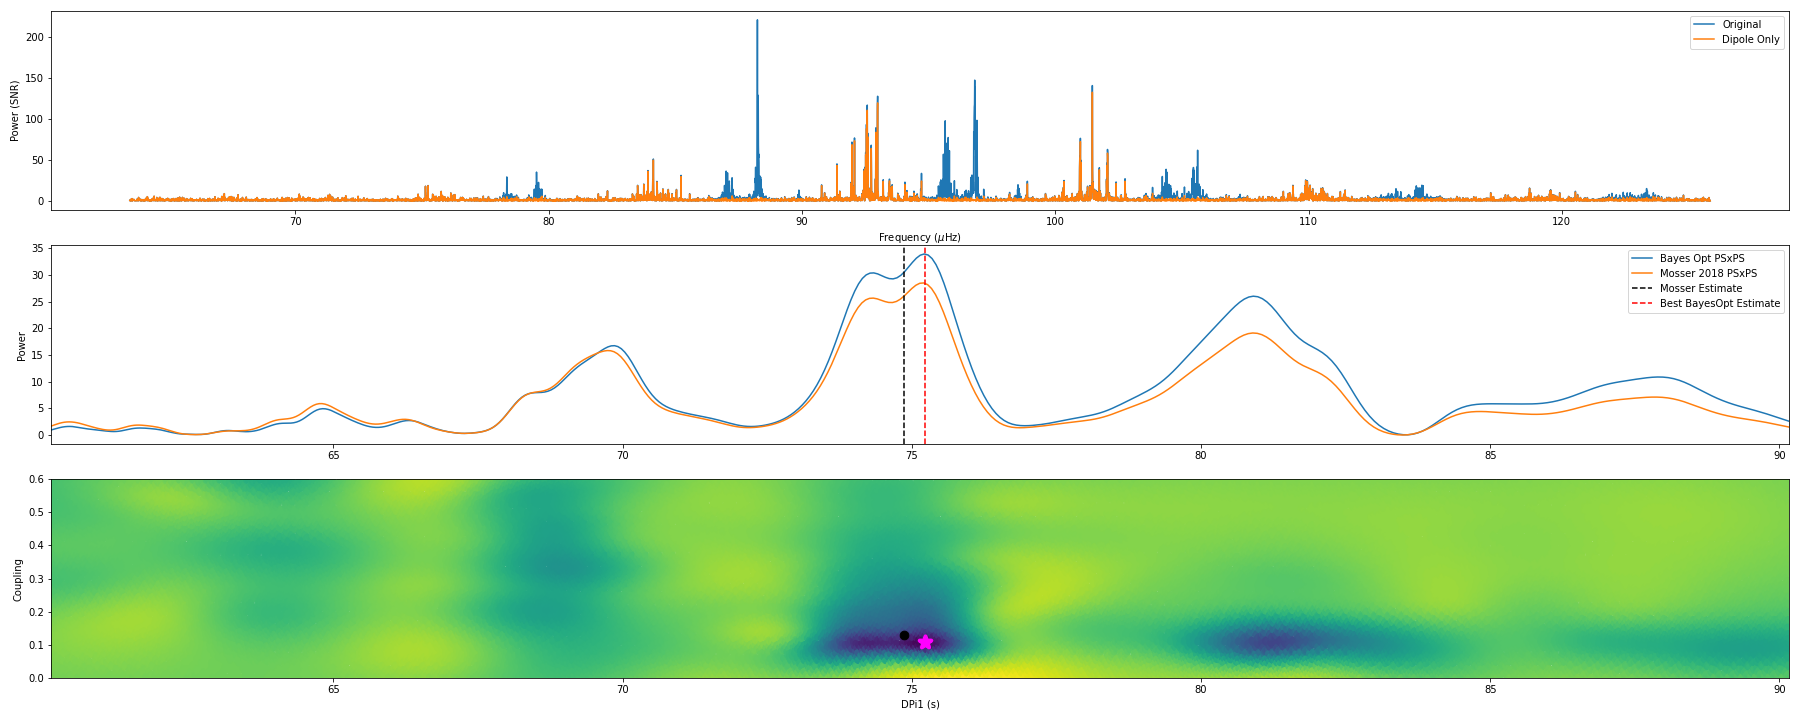 Power (SNR)
200
150
100
50
0
Original
Dipole Only
70 80 90 100 110 120
Frequency (μHz)
Power
35
30
25
20
15
10
5
0
Bayes Opt PSxPS
Mosser 2018 PSxPS
Mosser Estimate
Best BayesOpt Estimate
65 70 75 80 85 90
Coupling
0.6
0.5
0.4
0.3
0.2
0.1
0.0
65 70 75 80 85 90
DPi1 (s)